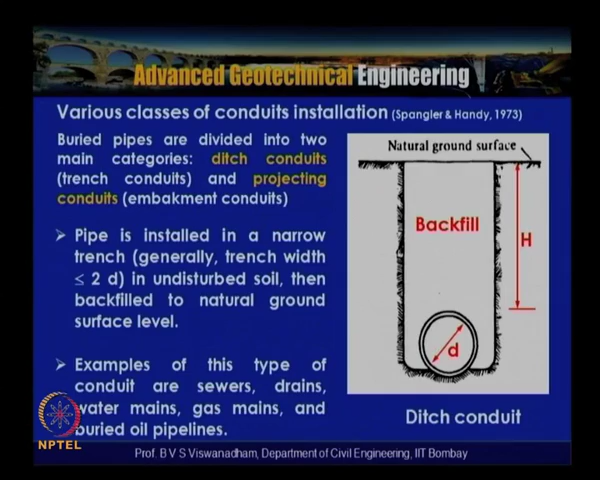 Advanced Geotechnical Engineering
Various classes of conduits installation (Spangler & Handy, 1973)
Buried pipes are divided into two
main categories: ditch conduits
(trench conduits) and projecting
conduits (embakment conduits)
➢ Pipe is installed in a narrow
trench (generally, trench width
≤ 2 d) in undisturbed soil, then
backfilled to natural ground
surface level.
➢ Examples of this type of
conduit are sewers, drains,
water mains, gas mains, and
buried oil pipelines.
Natural ground surface
Backfill
H
d
Ditch conduit
NPTEL
Prof. B V S Viswanadham, Department of Civil Engineering, IIT Bombay